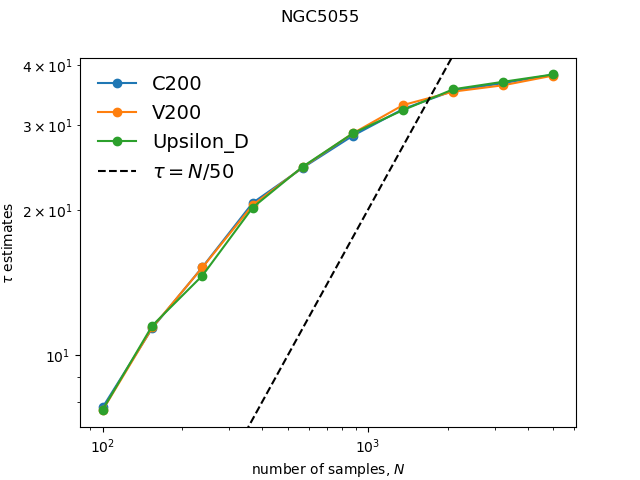 NGC5055
4 × 10¹
3 × 10¹
2 × 10¹
10¹
τ estimates
C200
V200
Upsilon_D
τ = N/50
10²
10³
number of samples, N